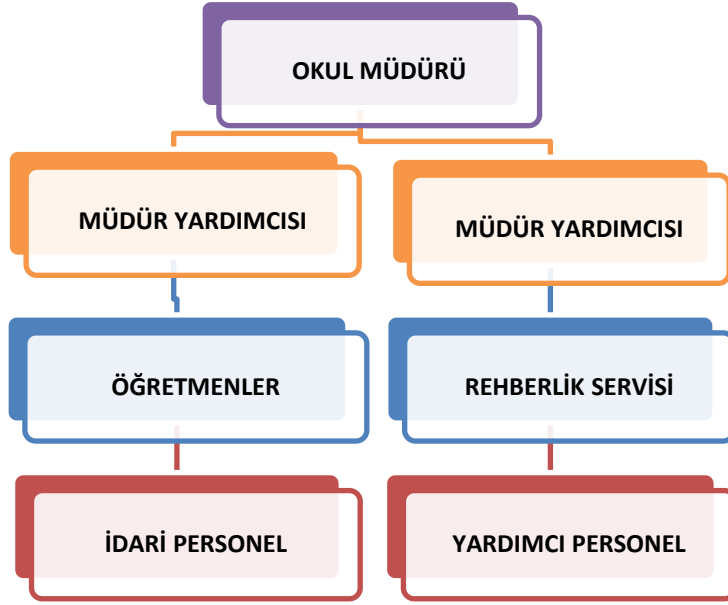 OKUL MÜDÜRÜ
MÜDÜR YARDIMCISI
MÜDÜR YARDIMCISI
ÖĞRETMENLER
REHBERLİK SERVİSİ
İDARİ PERSONEL
YARDIMCI PERSONEL